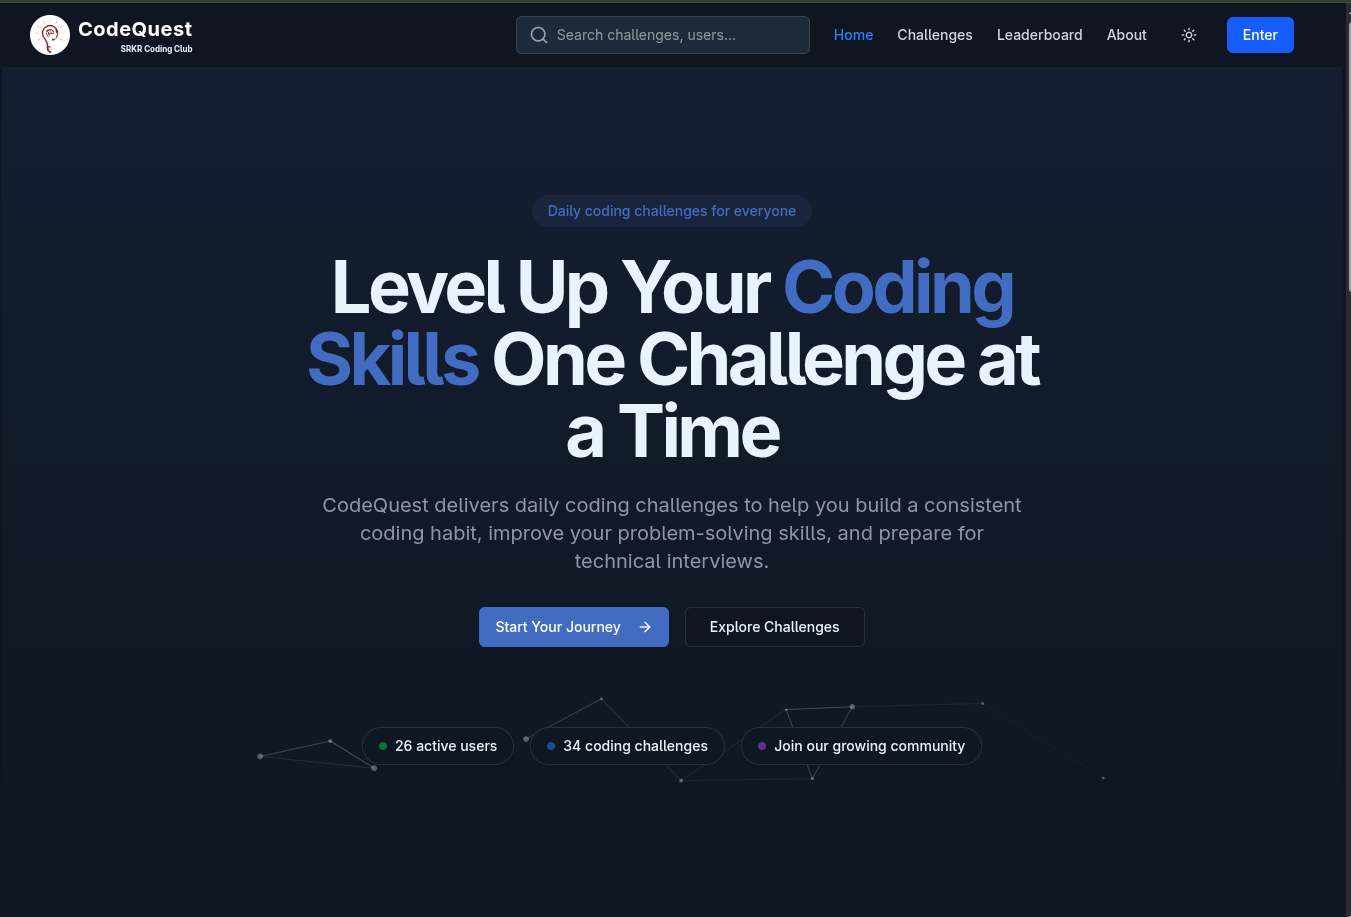 CodeQuest
SRKR Coding Club
Search challenges, users...
Home
Challenges
Leaderboard
About
Enter
Daily coding challenges for everyone
Level Up Your Coding
Skills One Challenge at
a Time
CodeQuest delivers daily coding challenges to help you build a consistent
coding habit, improve your problem-solving skills, and prepare for
technical interviews.
Start Your Journey
Explore Challenges
26 active users
34 coding challenges
Join our growing community